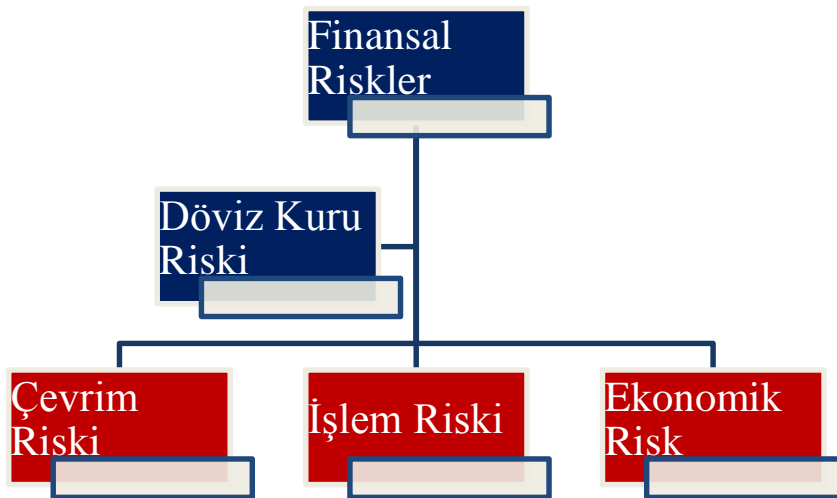 Finansal
Riskler
Döviz Kuru
Riski
Çevrim
Riski
İşlem Riski
Ekonomik
Risk